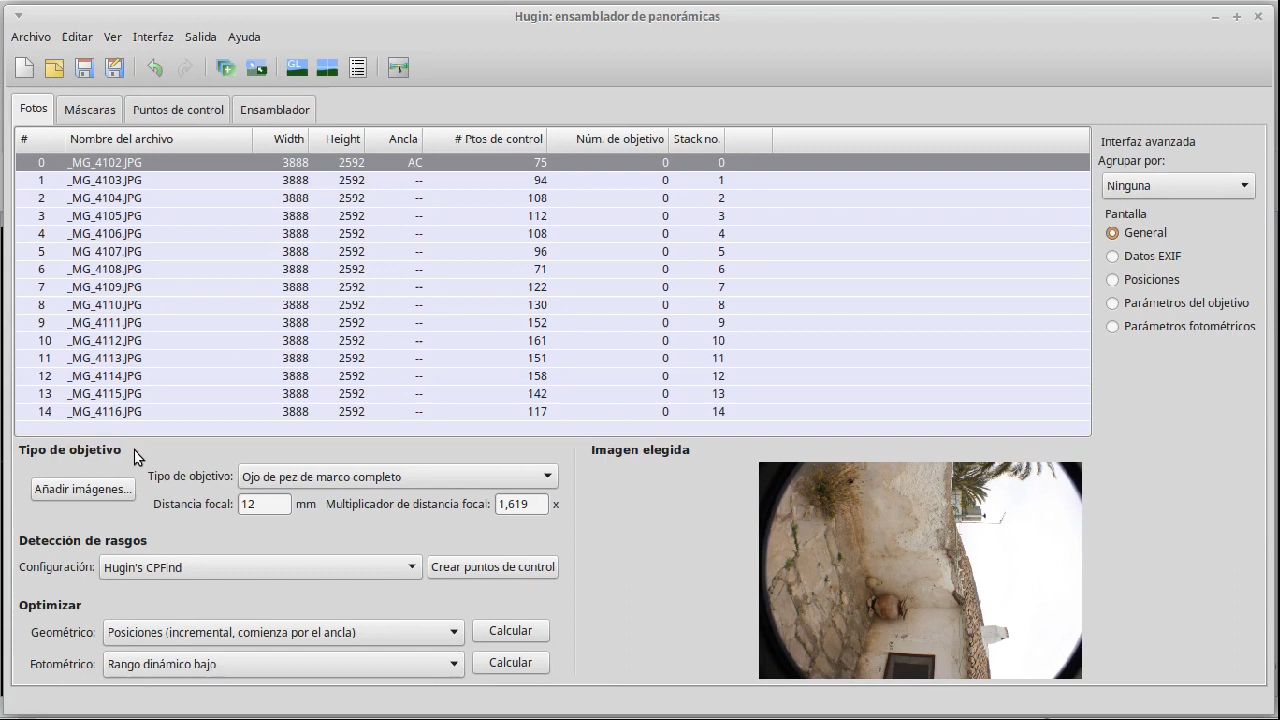 Hugin: ensamblador de panorámicas
Archivo Editar Ver Interfaz Salida Ayuda
GL
Fotos Máscaras Puntos de control Ensamblador
# Nombre del archivo Width Height Ancla # Ptos de control Núm. de objetivo Stack no.
0 _MG_4102.JPG 3888 2592 AC 75 0 0
1 _MG_4103.JPG 3888 2592 -- 94 0 1
2 _MG_4104.JPG 3888 2592 -- 108 0 2
3 _MG_4105.JPG 3888 2592 -- 112 0 3
4 _MG_4106.JPG 3888 2592 -- 108 0 4
5 _MG_4107.JPG 3888 2592 -- 96 0 5
6 _MG_4108.JPG 3888 2592 -- 71 0 6
7 _MG_4109.JPG 3888 2592 -- 122 0 7
8 _MG_4110.JPG 3888 2592 -- 130 0 8
9 _MG_4111.JPG 3888 2592 -- 152 0 9
10 _MG_4112.JPG 3888 2592 -- 161 0 10
11 _MG_4113.JPG 3888 2592 -- 151 0 11
12 _MG_4114.JPG 3888 2592 -- 158 0 12
13 _MG_4115.JPG 3888 2592 -- 142 0 13
14 _MG_4116.JPG 3888 2592 -- 117 0 14
Interfaz avanzada
Agrupar por:
Ninguna
Pantalla
General
Datos EXIF
Posiciones
Parámetros del objetivo
Parámetros fotométricos
Tipo de objetivo
Añadir imágenes...
Tipo de objetivo: Ojo de pez de marco completo
Distancia focal: 12 mm Multiplicador de distancia focal: 1,619 x
Detección de rasgos
Configuración: Hugin's CPFind Crear puntos de control
Optimizar
Geométrico: Posiciones (incremental, comienza por el ancla) Calcular
Fotométrico: Rango dinámico bajo Calcular
Imagen elegida